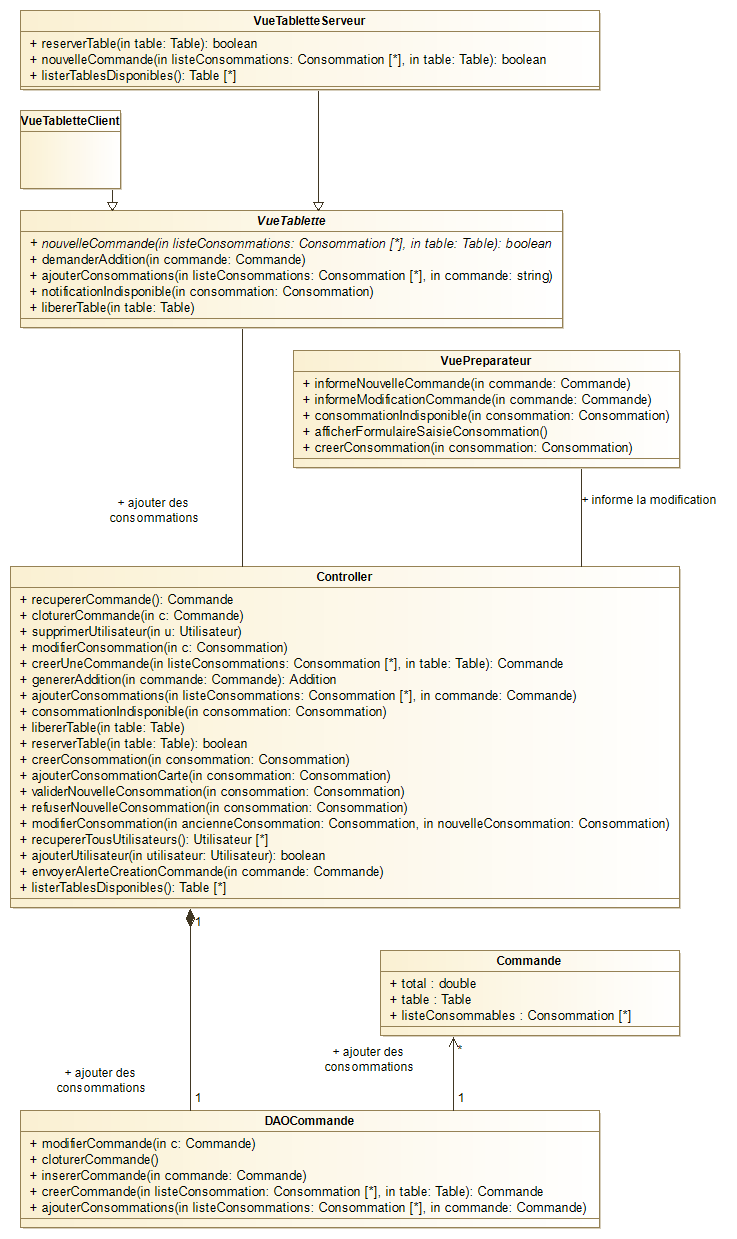 VueTabletteServeur
+ reserverTable(in table: Table): boolean
+ nouvelleCommande(in listeConsommations: Consommation [*], in table: Table): boolean
+ listerTablesDisponibles(): Table [*]
VueTabletteClient
VueTablette
+ nouvelleCommande(in listeConsommations: Consommation [*], in table: Table): boolean
+ demanderAddition(in commande: Commande)
+ ajouterConsommations(in listeConsommations: Consommation [*], in commande: string)
+ notificationIndisponible(in consommation: Consommation)
+ libererTable(in table: Table)
VuePreparateur
+ informeNouvelleCommande(in commande: Commande)
+ informeModificationCommande(in commande: Commande)
+ consommationIndisponible(in consommation: Consommation)
+ afficherFormulaireSaisieConsommation()
+ creerConsommation(in consommation: Consommation)
+ ajouter des
consommations
+ informe la modification
Controller
+ recupererCommande(): Commande
+ cloturerCommande(in c: Commande)
+ supprimerUtilisateur(in u: Utilisateur)
+ modifierConsommation(in c: Consommation)
+ creerUneCommande(in listeConsommations: Consommation [*], in table: Table): Commande
+ genererAddition(in commande: Commande): Addition
+ ajouterConsommations(in listeConsommations: Consommation [*], in commande: Commande)
+ consommationIndisponible(in consommation: Consommation)
+ libererTable(in table: Table)
+ reserverTable(in table: Table): boolean
+ creerConsommation(in consommation: Consommation)
+ ajouterConsommationCarte(in consommation: Consommation)
+ validerNouvelleConsommation(in consommation: Consommation)
+ refuserNouvelleConsommation(in consommation: Consommation)
+ modifierConsommation(in ancienneConsommation: Consommation, in nouvelleConsommation: Consommation)
+ recupererTousUtilisateurs(): Utilisateur [*]
+ ajouterUtilisateur(in utilisateur: Utilisateur): boolean
+ envoyerAlerteCreationCommande(in commande: Commande)
+ listerTablesDisponibles(): Table [*]
1
Commande
+ total : double
+ table : Table
+ listeConsommables : Consommation [*]
+ ajouter des
consommations
*
+ ajouter des
consommations
1
1
DAOCommande
+ modifierCommande(in c: Commande)
+ cloturerCommande()
+ insererCommande(in commande: Commande)
+ creerCommande(in listeConsommation: Consommation [*], in table: Table): Commande
+ ajouterConsommations(in listeConsommations: Consommation [*], in commande: Commande)